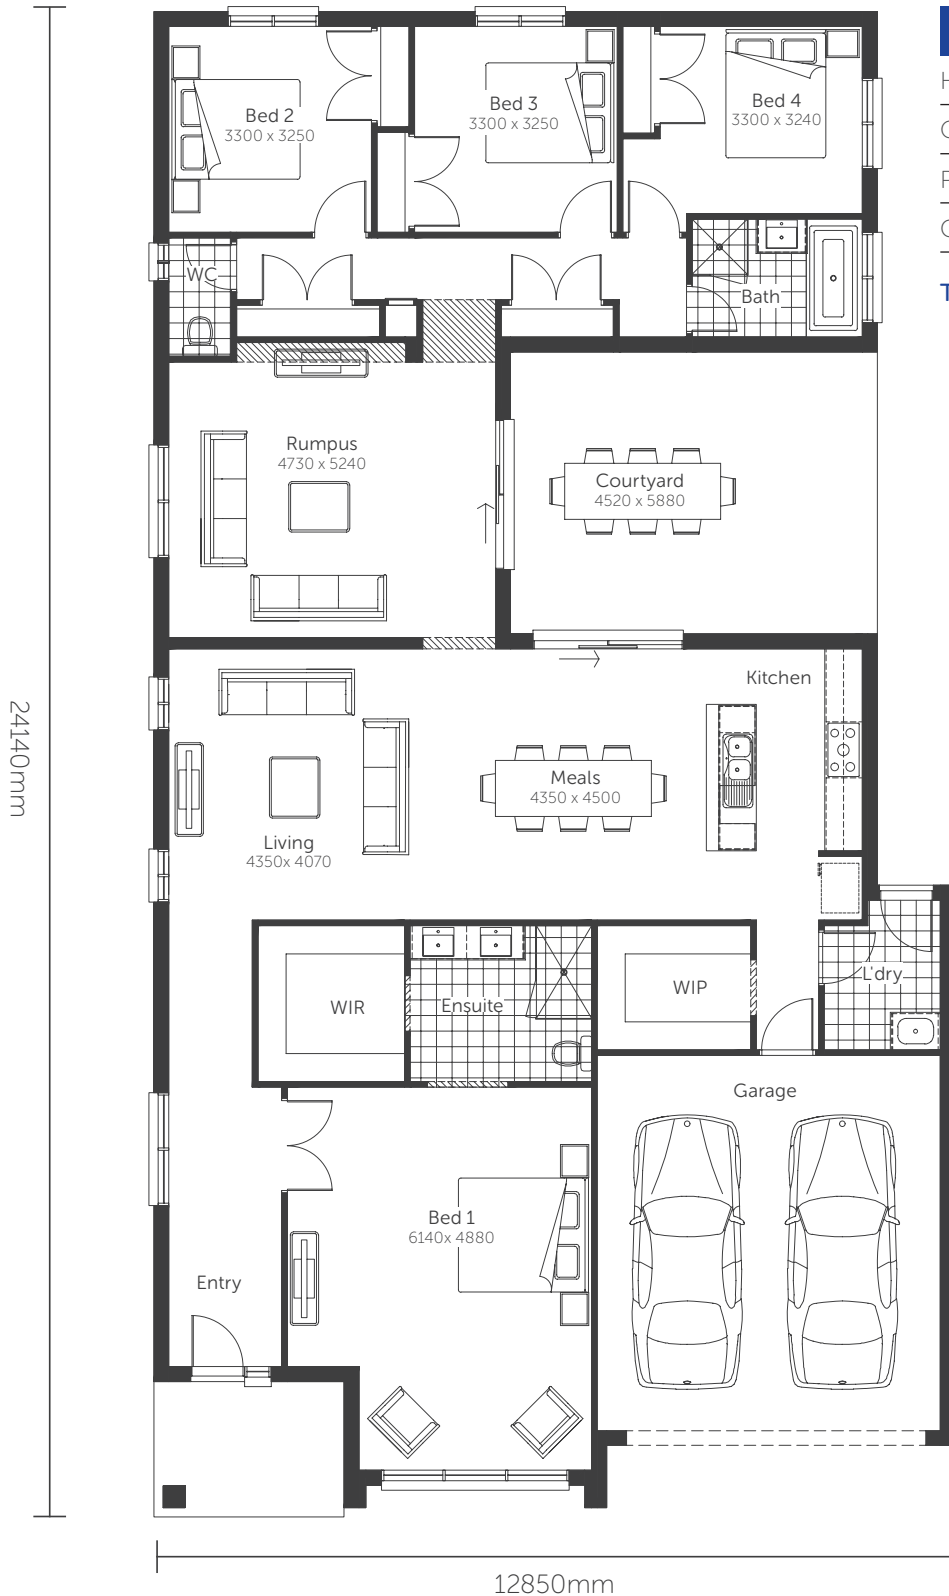 Bed 2
3300 x 3250
Bed 3
3300 x 3250
Bed 4
3300 x 3240
WC
Bath
Rumpus
4730 x 5240
Courtyard
4520 x 5880
Kitchen
Meals
4350 x 4500
Living
4350x 4070
24140mm
WIR
Ensuite
WIP
L'dry
Garage
Bed 1
6140x 4880
Entry
12850mm